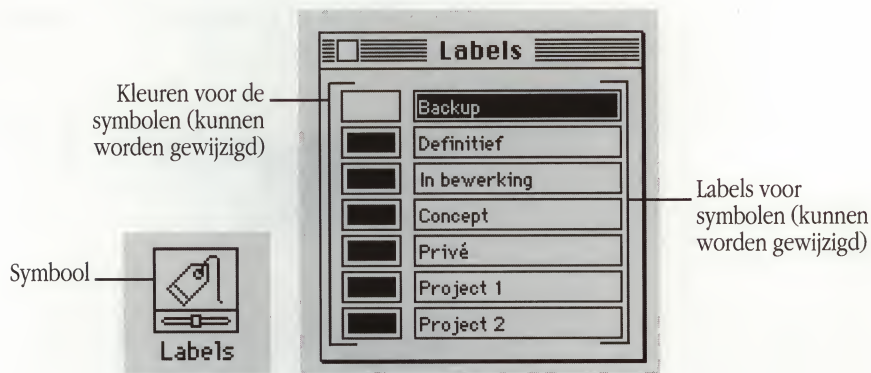 Labels
Kleuren voor de
symbolen (kunnen
worden gewijzigd)
Backup
Definitief
In bewerking
Concept
Privé
Project 1
Project 2
Labels voor
symbolen (kunnen
worden gewijzigd)
Symbool
Labels